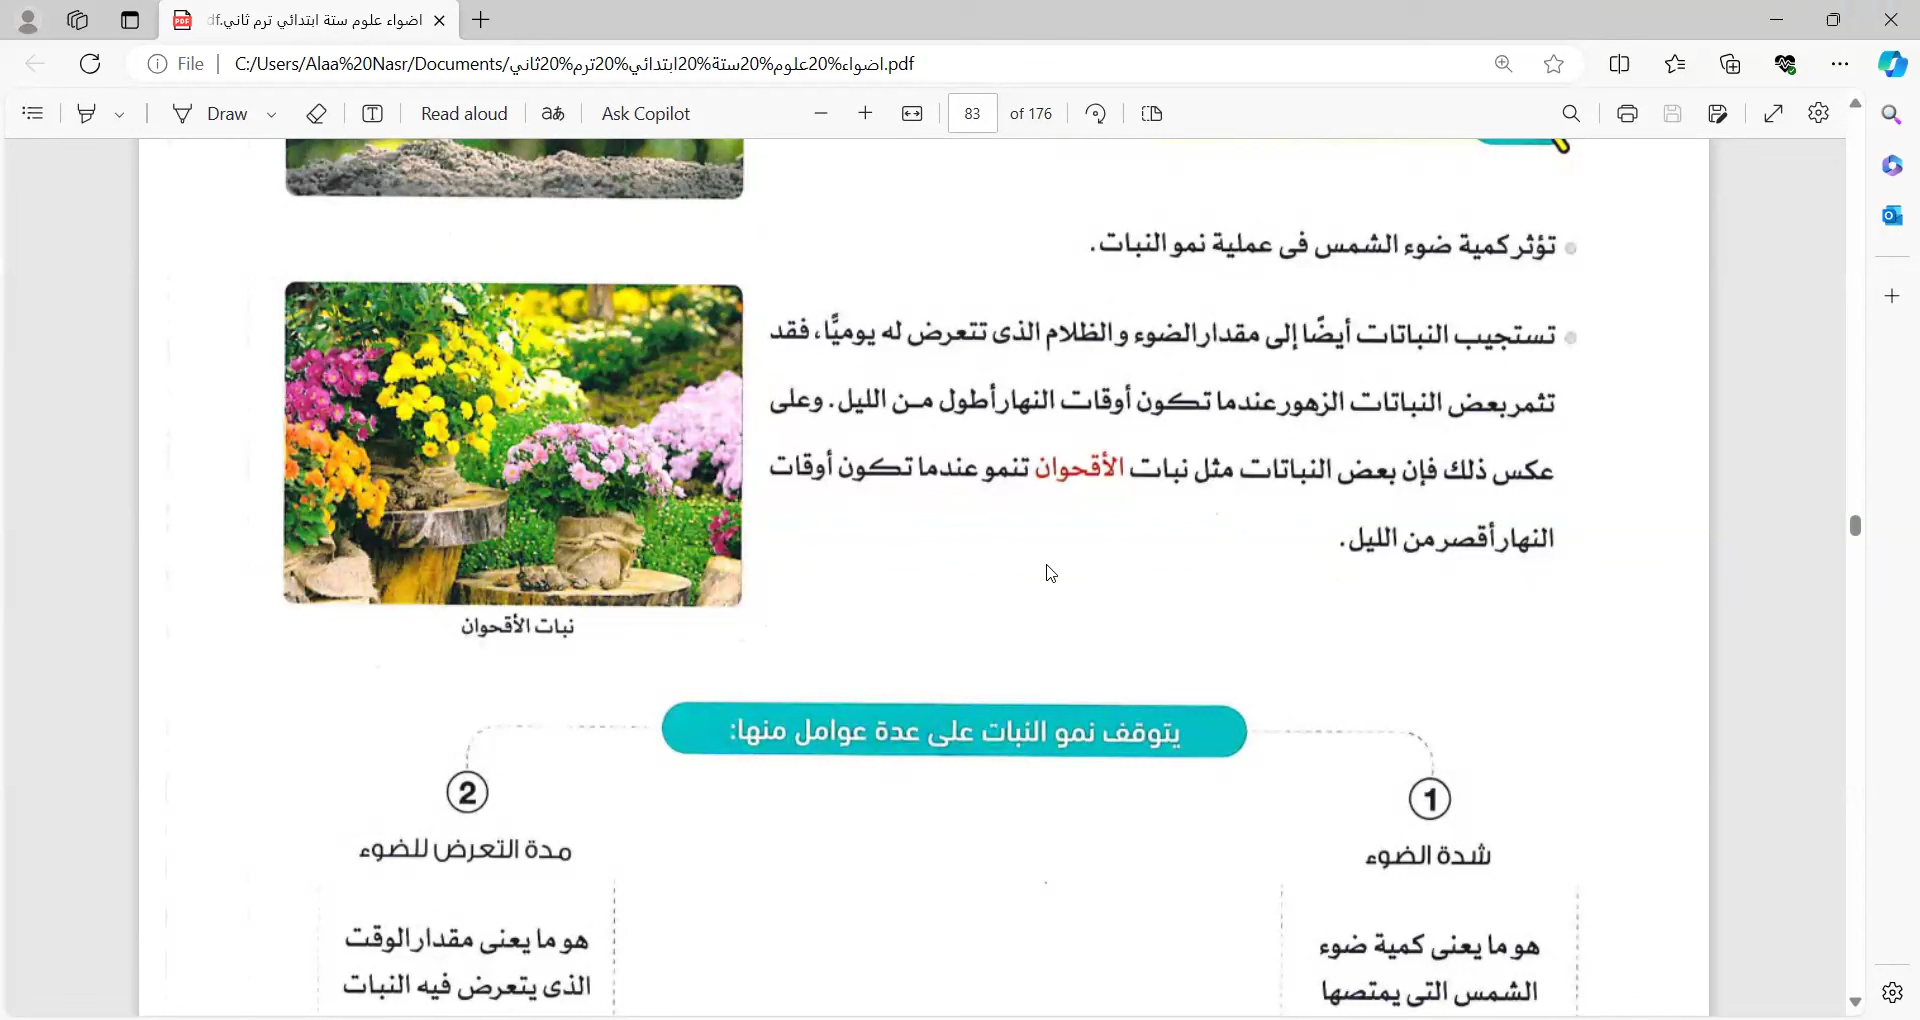 اضواء علوم ستة ابتدائي ترم ثاني.df
File
C:/Users/Alaa%20Nasr/Documents/اضواء%20علوم%20ستة%20ابتدائي%20ترم%20ثاني.pdf
Draw
Read aloud
Ask Copilot
83
of 176
تؤثر كمية ضوء الشمس فى عملية نمو النبات.
تستجيب النباتات أيضًا إلى مقدار الضوء و الظلام الذى تتعرض له يوميًّا، فقد
تثمر بعض النباتات الزهور عندما تكون أوقات النهار أطول من الليل. وعلى
عكس ذلك فإن بعض النباتات مثل نبات الأقحوان تنمو عندما تكون أوقات
النهار أقصر من الليل.
نبات الأقحوان
يتوقف نمو النبات على عدة عوامل منها:
1
شدة الضوء
هو ما يعنى كمية ضوء
الشمس التى يمتصها
2
مدة التعرض للضوء
هو ما يعنى مقدار الوقت
الذى يتعرض فيه النبات